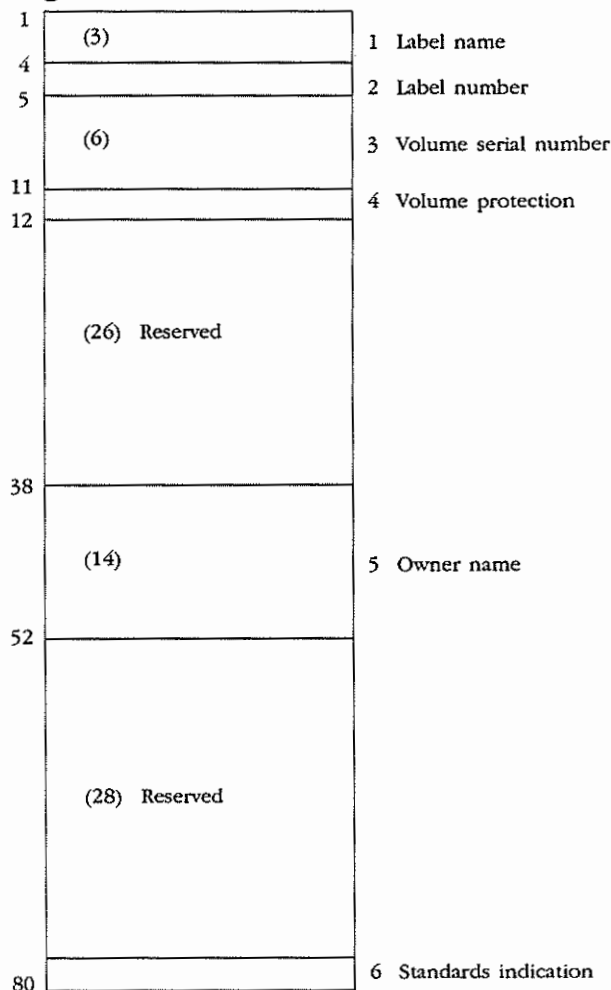 1
(3)
1 Label name
4
2 Label number
5
(6)
3 Volume serial number
11
4 Volume protection
12
(26) Reserved
38
(14)
5 Owner name
52
(28) Reserved
6 Standards indication
80